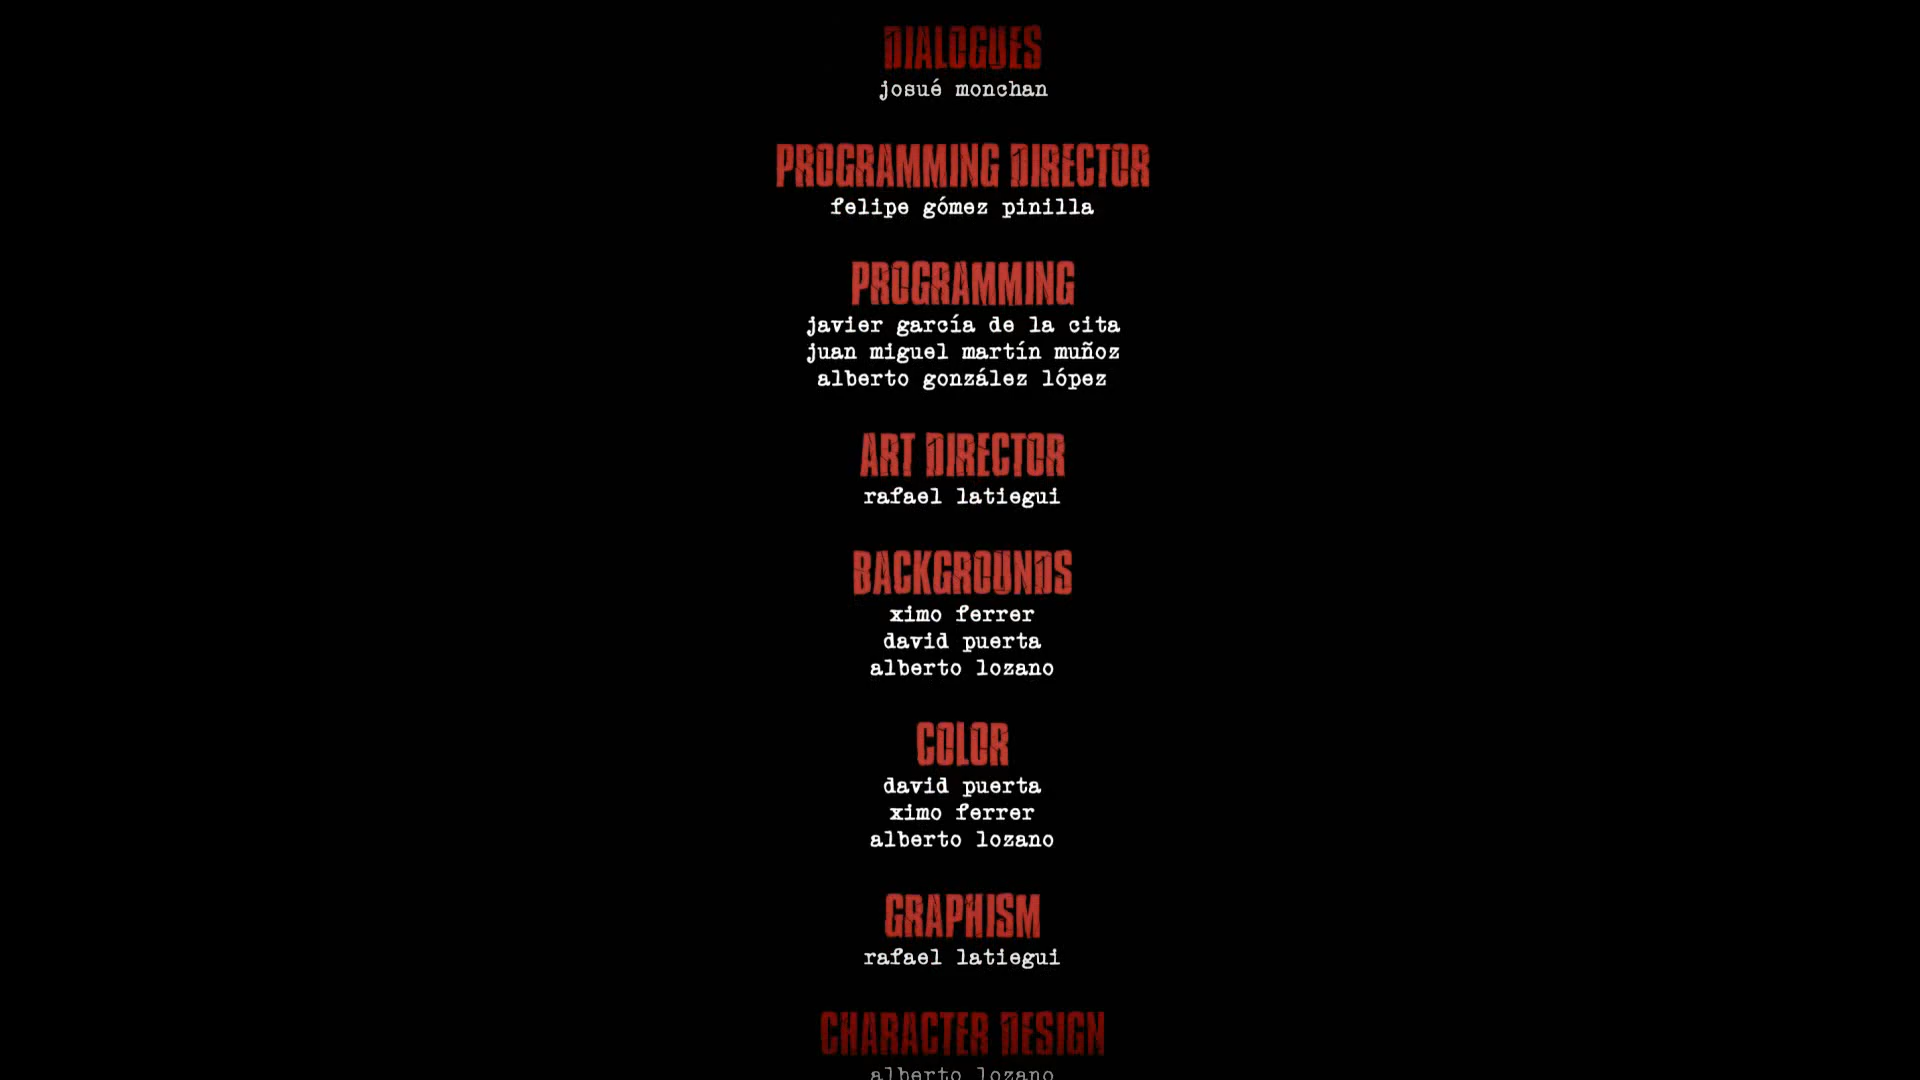 DIALOGUES
josué monchan
PROGRAMMING DIRECTOR
felipe gómez pinilla
PROGRAMMING
javier garcía de la cita
juan miguel martín muñoz
alberto gonzález lópez
ART DIRECTOR
rafael latiegui
BACKGROUNDS
ximo ferrer
david puerta
alberto lozano
COLOR
david puerta
ximo ferrer
alberto lozano
GRAPHISM
rafael latiegui
CHARACTER DESIGN
alberto lozano